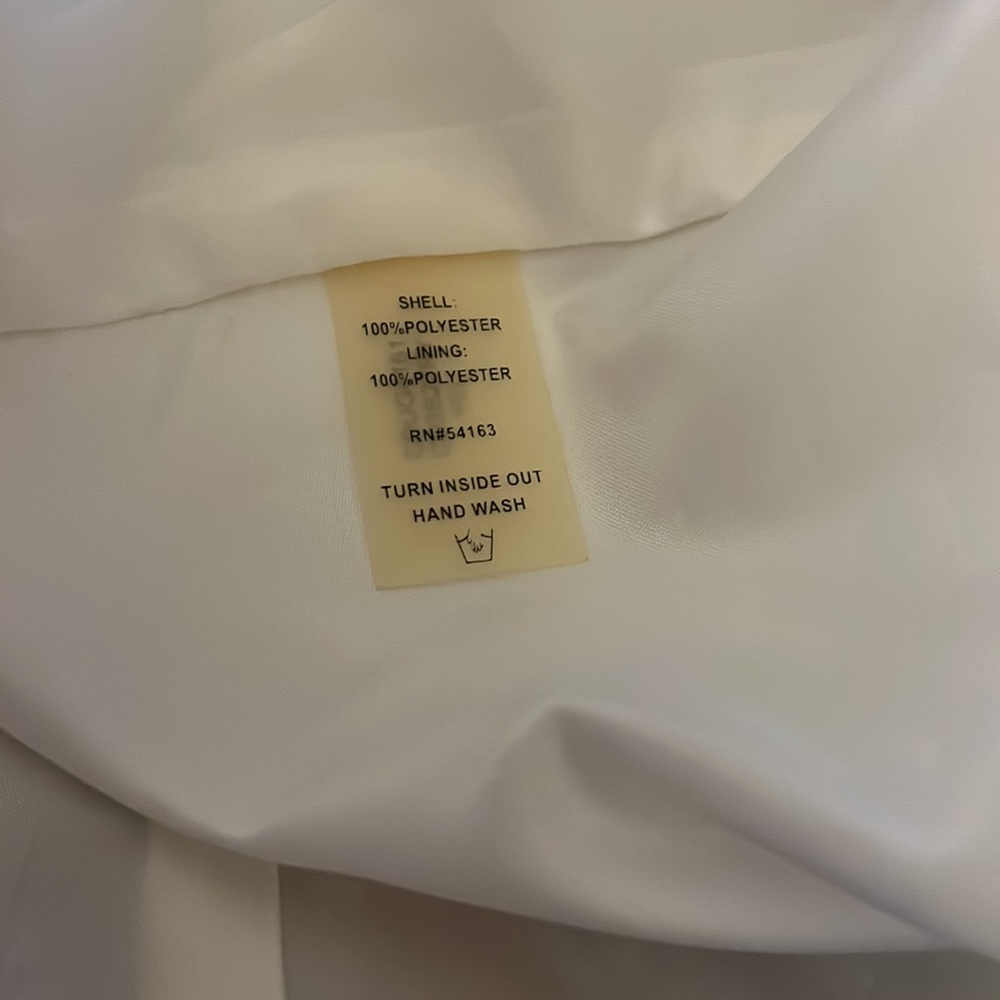 SHELL:
100%POLYESTER
LINING:
100%POLYESTER
RN#54163
TURN INSIDE OUT
HAND WASH